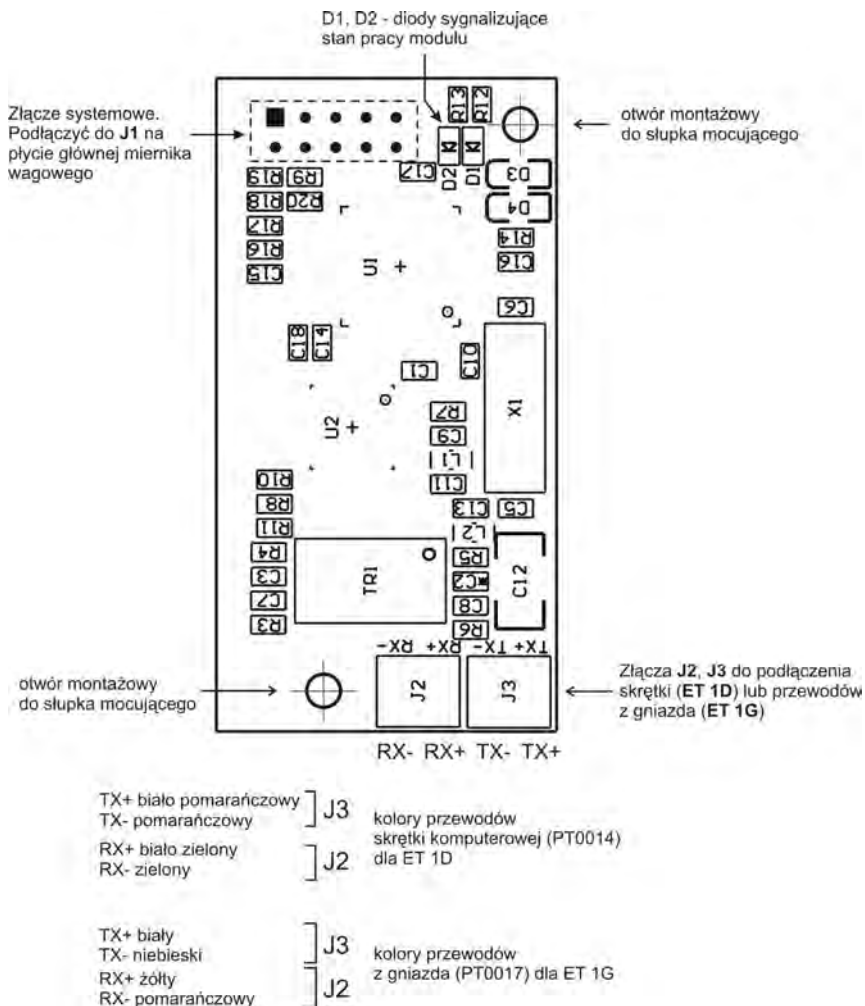 D1, D2 - diody sygnalizujące
stan pracy modułu
Złącze systemowe.
Podłączyć do J1 na
płycie głównej miernika
wagowego
otwór montażowy
do słupka mocującego
R13
R12
D2
D1
C17
D3
D4
R19
R9
R18
R20
R17
R16
C15
R14
C16
U1
C6
C18
C14
C10
C1
X1
U2
R7
C9
L1
C11
R10
R8
R11
R4
C3
C7
R3
C13
C5
L2
R5
C2
C8
R6
TR1
C12
RX- RX+ TX- TX+
J2
J3
otwór montażowy
do słupka mocującego
Złącza J2, J3 do podłączenia
skrętki (ET 1D) lub przewodów
z gniazda (ET 1G)
RX- RX+ TX- TX+
TX+ biało pomarańczowy
TX- pomarańczowy
J3
RX+ biało zielony
RX- zielony
J2
kolory przewodów
skrętki komputerowej (PT0014)
dla ET 1D
TX+ biały
TX- niebieski
J3
RX+ żółty
RX- pomarańczowy
J2
kolory przewodów
z gniazda (PT0017) dla ET 1G